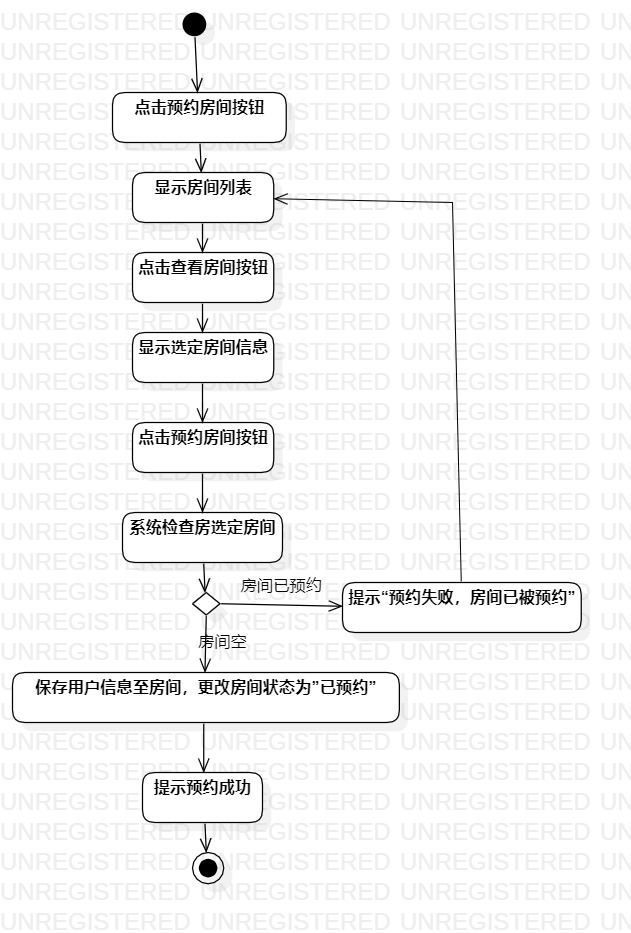 点击预约房间按钮
显示房间列表
点击查看房间按钮
显示选定房间信息
点击预约房间按钮
系统检查房选定房间
房间已预约
提示“预约失败，房间已被预约”
房间空
保存用户信息至房间，更改房间状态为”已预约”
提示预约成功